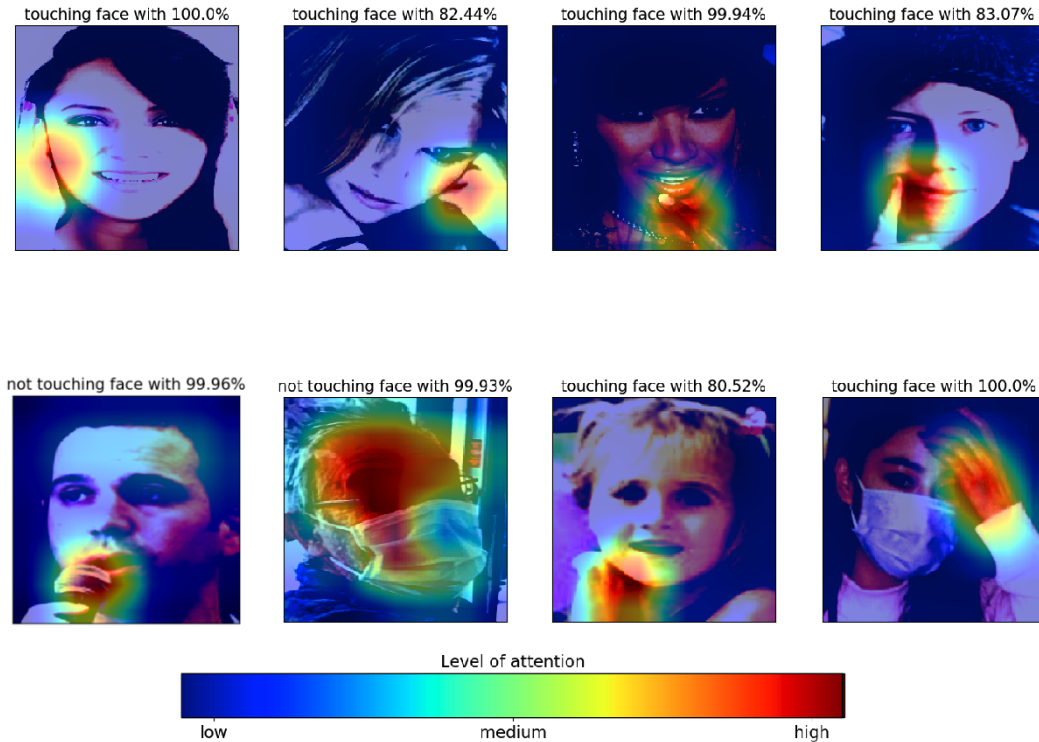 touching face with 100.0%
touching face with 82.44%
touching face with 99.94%
touching face with 83.07%
not touching face with 99.96%
not touching face with 99.93%
touching face with 80.52%
touching face with 100.0%
Level of attention
low
medium
high